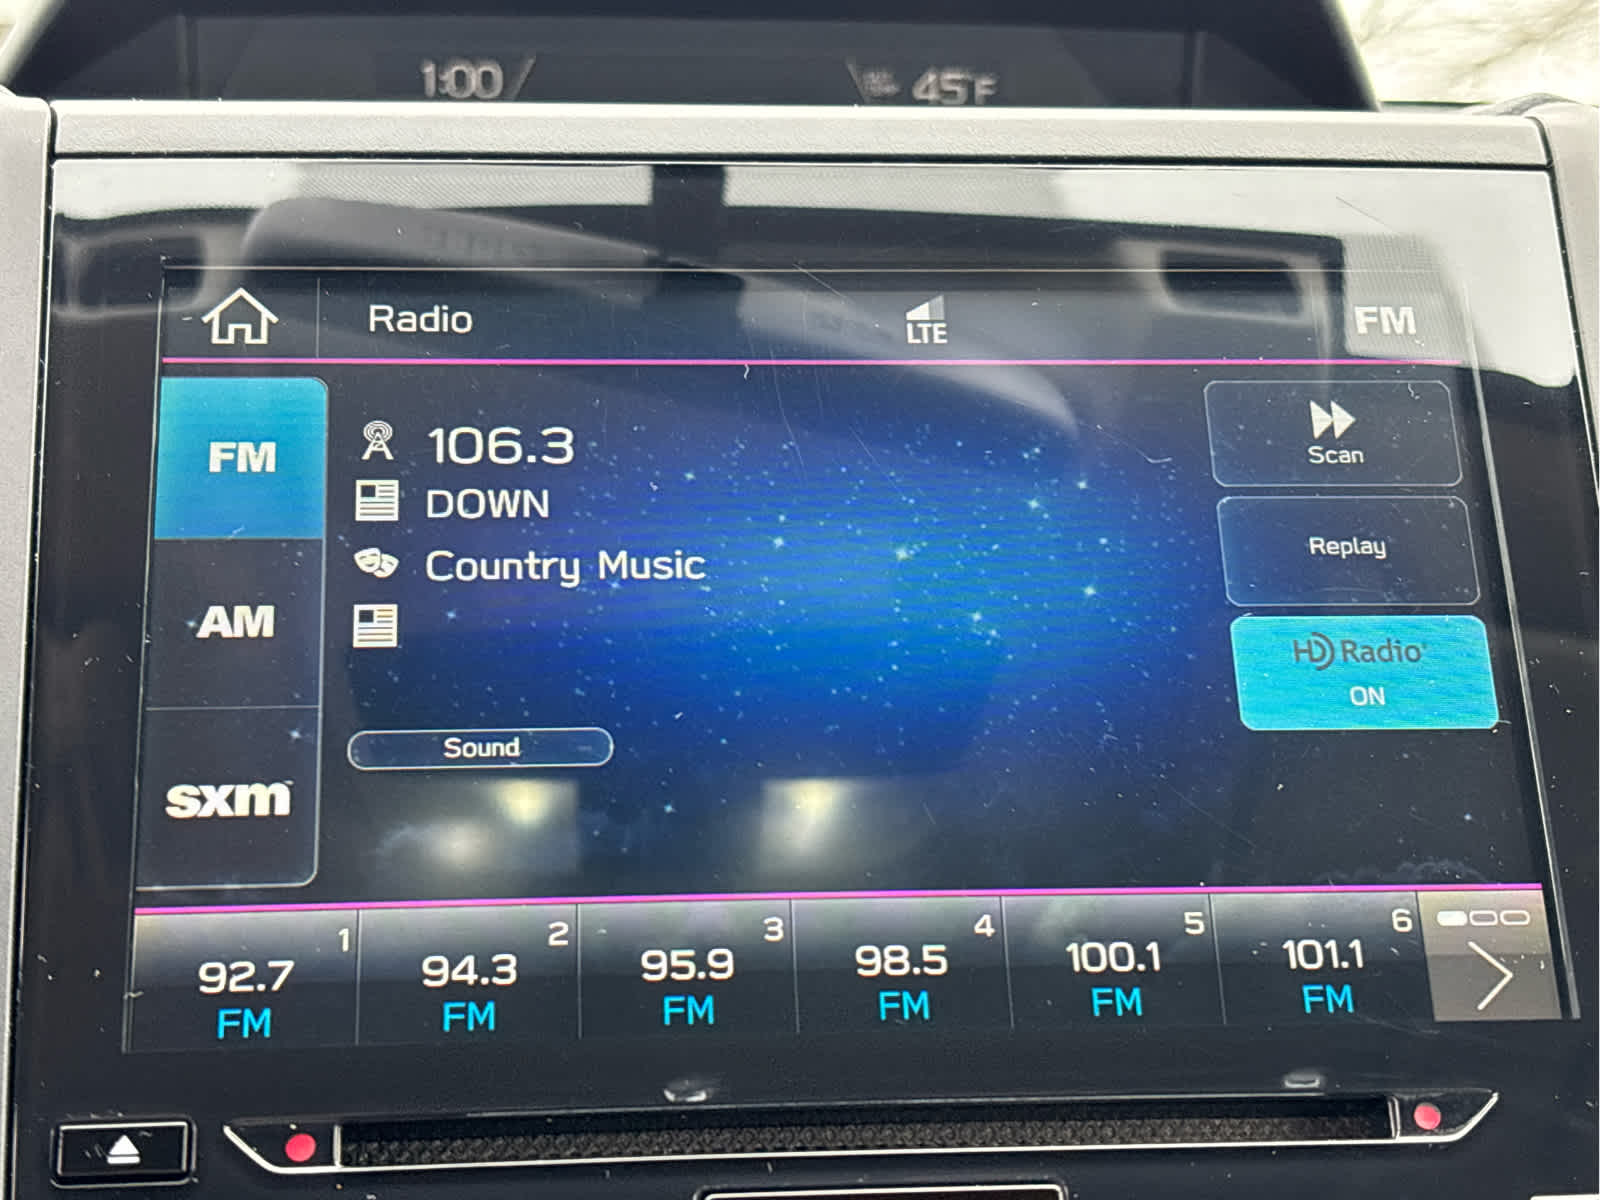 1:00 45°F
Radio LTE FM
FM
AM
sxm
106.3
DOWN
Country Music
Sound
Scan
Replay
HD Radio
ON
1 2 3 4 5 6
92.7 94.3 95.9 98.5 100.1 101.1
FM FM FM FM FM FM